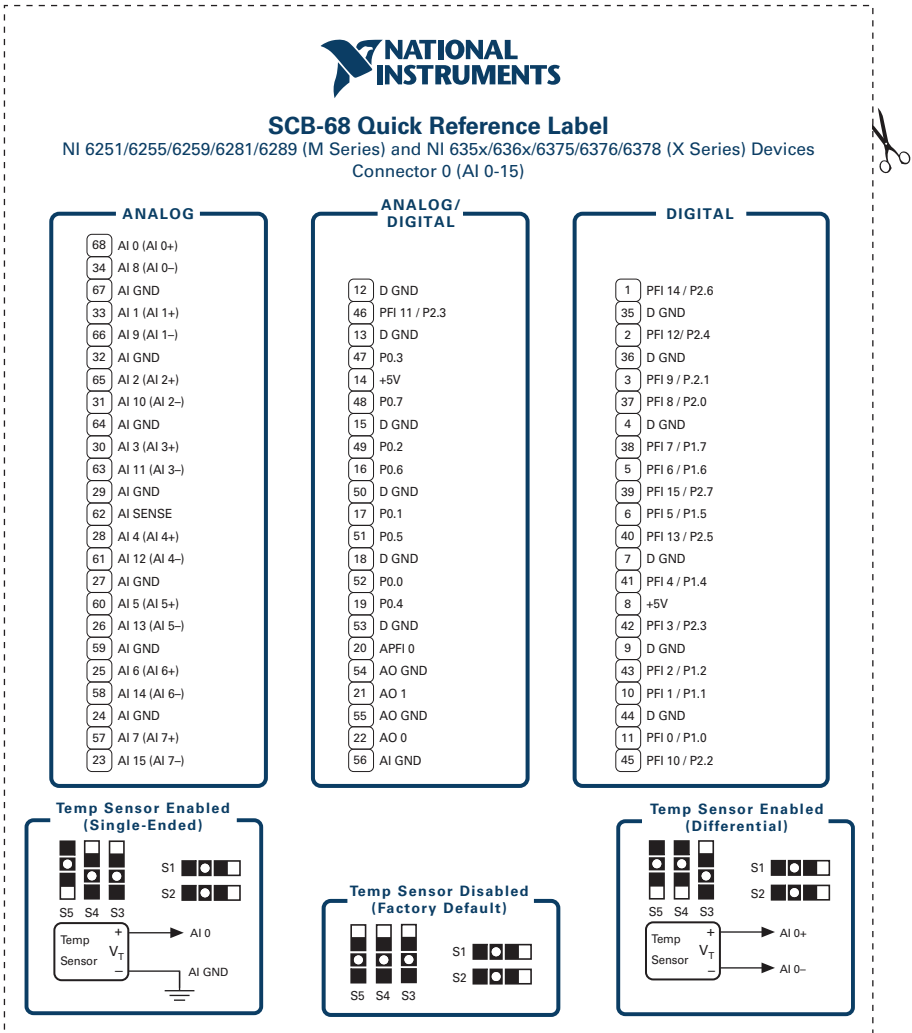 NATIONAL
INSTRUMENTS
SCB-68 Quick Reference Label
NI 6251/6255/6259/6281/6289 (M Series) and NI 635x/636x/6375/6376/6378 (X Series) Devices
Connector 0 (AI 0-15)
ANALOG
68 AI 0 (AI 0+)
34 AI 8 (AI 0–)
67 AI GND
33 AI 1 (AI 1+)
66 AI 9 (AI 1–)
32 AI GND
65 AI 2 (AI 2+)
31 AI 10 (AI 2–)
64 AI GND
30 AI 3 (AI 3+)
63 AI 11 (AI 3–)
29 AI GND
62 AI SENSE
28 AI 4 (AI 4+)
61 AI 12 (AI 4–)
27 AI GND
60 AI 5 (AI 5+)
26 AI 13 (AI 5–)
59 AI GND
25 AI 6 (AI 6+)
58 AI 14 (AI 6–)
24 AI GND
57 AI 7 (AI 7+)
23 AI 15 (AI 7–)
ANALOG/
DIGITAL
12 D GND
46 PFI 11 / P2.3
13 D GND
47 P0.3
14 +5V
48 P0.7
15 D GND
49 P0.2
16 P0.6
50 D GND
17 P0.1
51 P0.5
18 D GND
52 P0.0
19 P0.4
53 D GND
20 APFI 0
54 AO GND
21 AO 1
55 AO GND
22 AO 0
56 AI GND
DIGITAL
1 PFI 14 / P2.6
35 D GND
2 PFI 12/ P2.4
36 D GND
3 PFI 9 / P.2.1
37 PFI 8 / P2.0
4 D GND
38 PFI 7 / P1.7
5 PFI 6 / P1.6
39 PFI 15 / P2.7
6 PFI 5 / P1.5
40 PFI 13 / P2.5
7 D GND
41 PFI 4 / P1.4
8 +5V
42 PFI 3 / P2.3
9 D GND
43 PFI 2 / P1.2
10 PFI 1 / P1.1
44 D GND
11 PFI 0 / P1.0
45 PFI 10 / P2.2
Temp Sensor Enabled
(Single-Ended)
S1
S2
S5 S4 S3
Temp
Sensor
+
VT
–
AI 0
AI GND
Temp Sensor Disabled
(Factory Default)
S1
S2
S5 S4 S3
Temp Sensor Enabled
(Differential)
S1
S2
S5 S4 S3
Temp
Sensor
+
VT
–
AI 0+
AI 0–